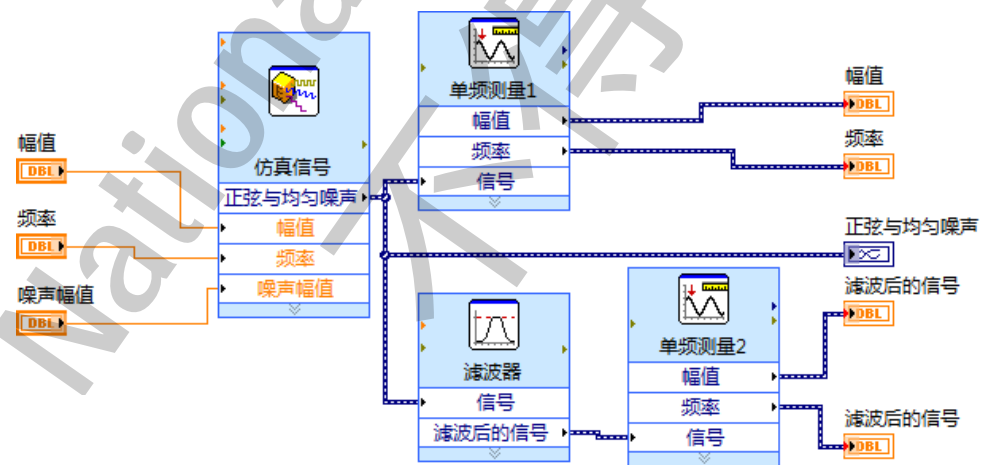 National
不得
幅值
DBL
频率
DBL
噪声幅值
DBL
仿真信号
正弦与均匀噪声
幅值
频率
噪声幅值
单频测量1
幅值
频率
信号
滤波器
信号
滤波后的信号
单频测量2
幅值
频率
信号
幅值
DBL
频率
DBL
正弦与均匀噪声
滤波后的信号
DBL
滤波后的信号
DBL